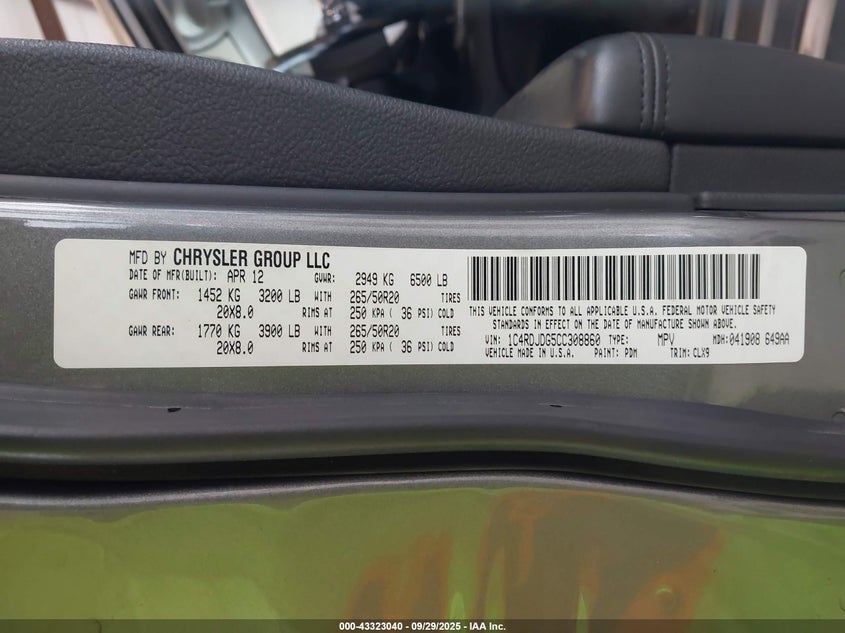 MFD BY CHRYSLER GROUP LLC
DATE OF MFR(BUILT): APR 12 GVWR: 2949 KG 6500 LB
GAWR FRONT: 1452 KG 3200 LB WITH 265/50R20 TIRES
20X8.0 RIMS AT 250 KPA ( 36 PSI) COLD
GAWR REAR: 1770 KG 3900 LB WITH 265/50R20 TIRES
20X8.0 RIMS AT 250 KPA ( 36 PSI) COLD
THIS VEHICLE CONFORMS TO ALL APPLICABLE U.S.A. FEDERAL MOTOR VEHICLE SAFETY
STANDARDS IN EFFECT ON THE DATE OF MANUFACTURE SHOWN ABOVE.
VIN: 1C4RDJDG5CC308860 TYPE: MPV MDH: 041908 649AA
VEHICLE MADE IN U.S.A. PAINT: PDM TRIM: CLX9
000-43323040 - 09/29/2025 - IAA Inc.